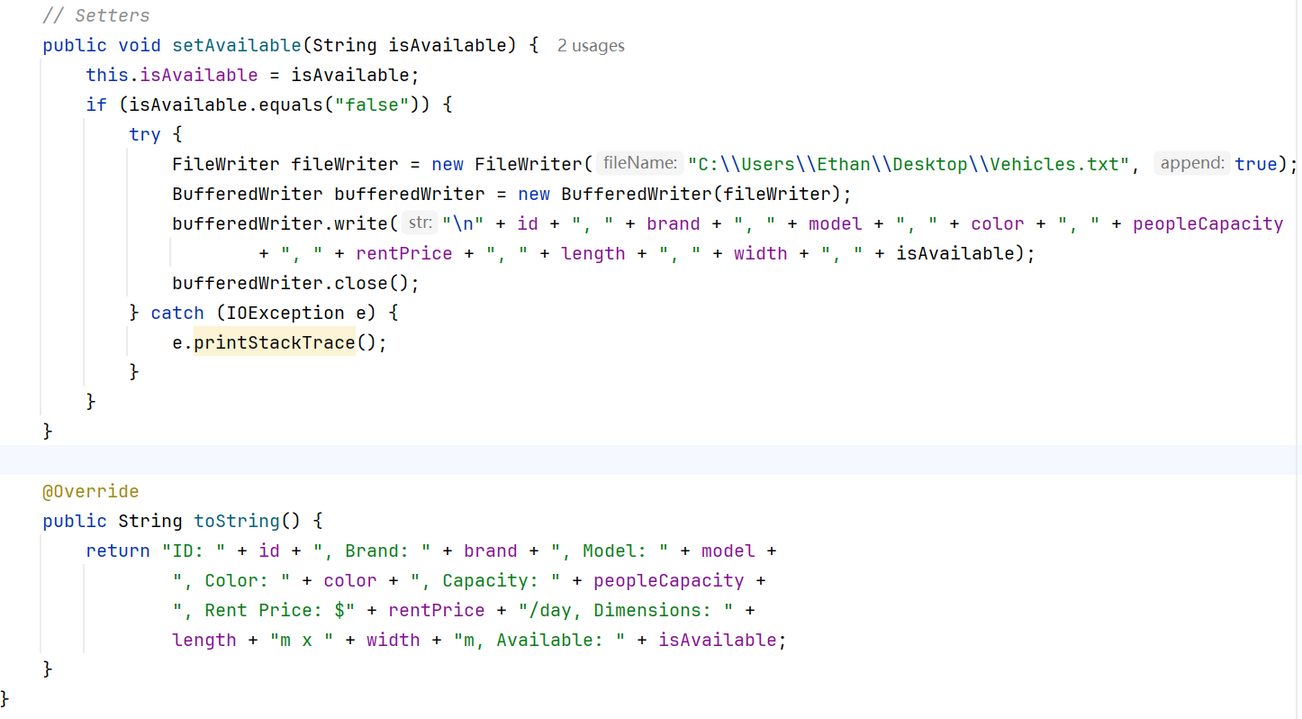 // Setters
public void setAvailable(String isAvailable) { 2 usages
this.isAvailable = isAvailable;
if (isAvailable.equals("false")) {
try {
FileWriter fileWriter = new FileWriter( fileName: "C:\\Users\\Ethan\\Desktop\\Vehicles.txt", append: true);
BufferedWriter bufferedWriter = new BufferedWriter(fileWriter);
bufferedWriter.write( str: "\n" + id + ", " + brand + ", " + model + ", " + color + ", " + peopleCapacity
+ ", " + rentPrice + ", " + length + ", " + width + ", " + isAvailable);
bufferedWriter.close();
} catch (IOException e) {
e.printStackTrace();
}
}
}
@Override
public String toString() {
return "ID: " + id + ", Brand: " + brand + ", Model: " + model +
", Color: " + color + ", Capacity: " + peopleCapacity +
", Rent Price: $" + rentPrice + "/day, Dimensions: " +
length + "m x " + width + "m, Available: " + isAvailable;
}
}